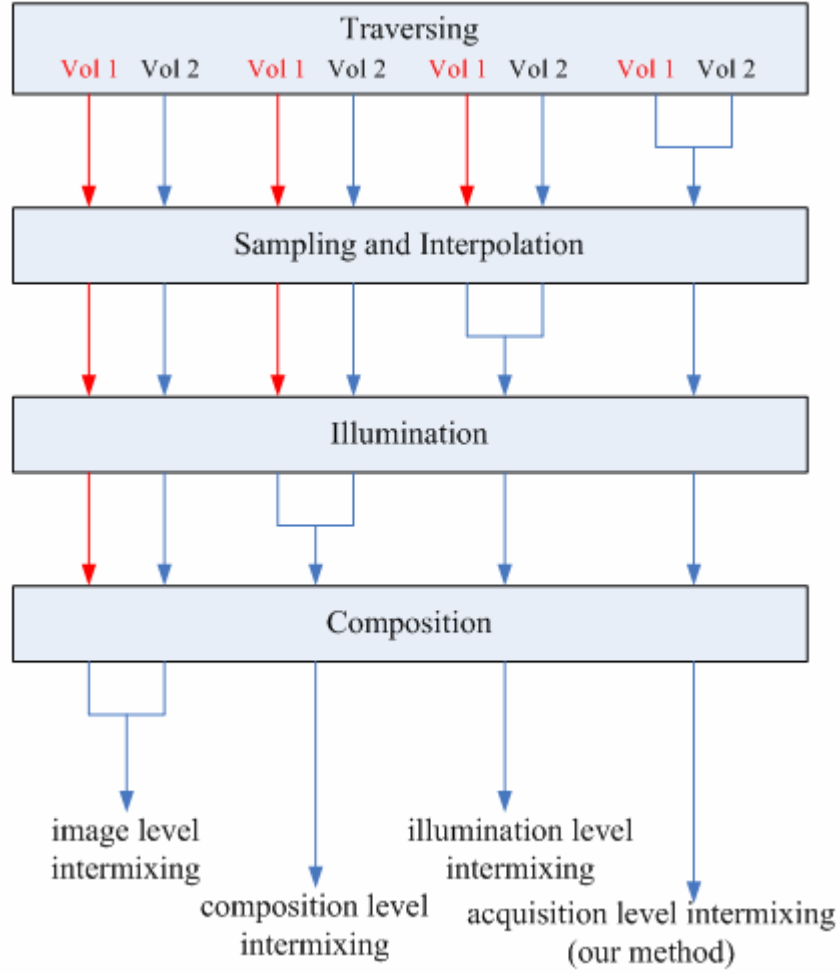 Traversing
Vol 1 Vol 2 Vol 1 Vol 2 Vol 1 Vol 2 Vol 1 Vol 2
Sampling and Interpolation
Illumination
Composition
image level
intermixing
composition level
intermixing
illumination level
intermixing
acquisition level intermixing
(our method)